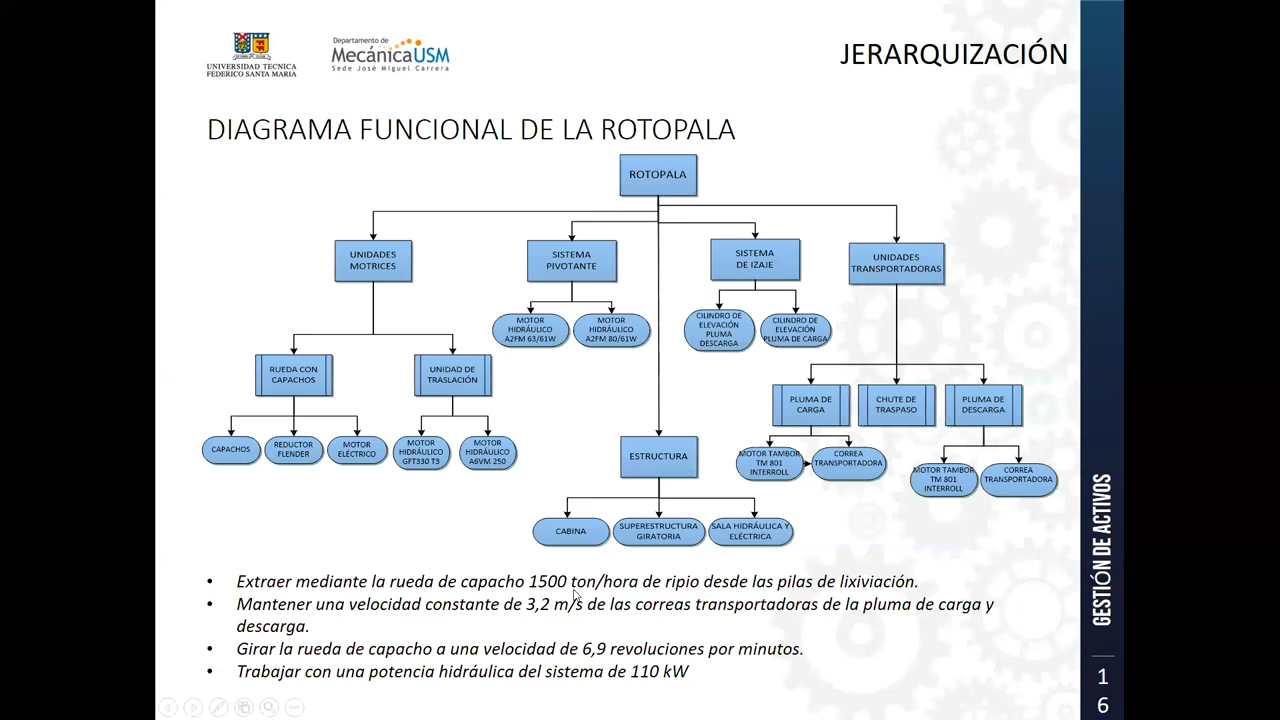 UNIVERSIDAD TECNICA
FEDERICO SANTA MARIA
Departamento de
MecánicaUSM
Sede José Miguel Carrera
JERARQUIZACIÓN
DIAGRAMA FUNCIONAL DE LA ROTOPALA
ROTOPALA
UNIDADES
MOTRICES
SISTEMA
PIVOTANTE
SISTEMA
DE IZAJE
UNIDADES
TRANSPORTADORAS
MOTOR
HIDRÁULICO
A2FM 63/61W
MOTOR
HIDRÁULICO
A2FM 80/61W
CILINDRO DE
ELEVACIÓN
PLUMA
DESCARGA
CILINDRO DE
ELEVACIÓN
PLUMA DE CARGA
RUEDA CON
CAPACHOS
UNIDAD DE
TRASLACIÓN
PLUMA DE
CARGA
CHUTE DE
TRASPASO
PLUMA DE
DESCARGA
CAPACHOS
REDUCTOR
FLENDER
MOTOR
ELÉCTRICO
MOTOR
HIDRÁULICO
GFT330 T3
MOTOR
HIDRÁULICO
A6VM 250
ESTRUCTURA
MOTOR TAMBOR
TM 801
INTERROLL
CORREA
TRANSPORTADORA
MOTOR TAMBOR
TM 801
INTERROLL
CORREA
TRANSPORTADORA
CABINA
SUPERESTRUCTURA
GIRATORIA
SALA HIDRÁULICA Y
ELÉCTRICA
• Extraer mediante la rueda de capacho 1500 ton/hora de ripio desde las pilas de lixiviación.
• Mantener una velocidad constante de 3,2 m/s de las correas transportadoras de la pluma de carga y
descarga.
• Girar la rueda de capacho a una velocidad de 6,9 revoluciones por minutos.
• Trabajar con una potencia hidráulica del sistema de 110 kW
GESTIÓN DE ACTIVOS
1
6